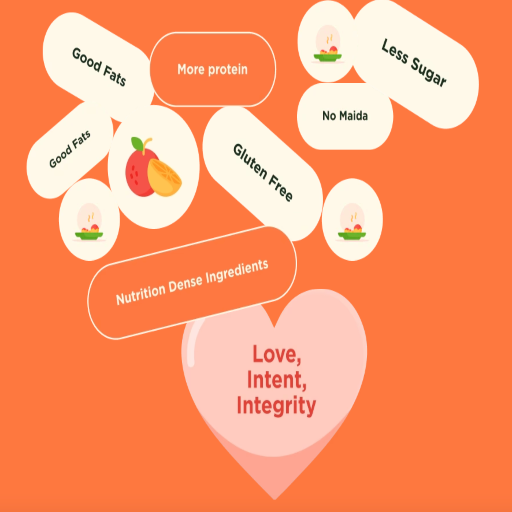 Good Fats
More protein
Less Sugar
No Maida
Good Fats
Gluten Free
Nutrition Dense Ingredients
Love,
Intent,
Integrity